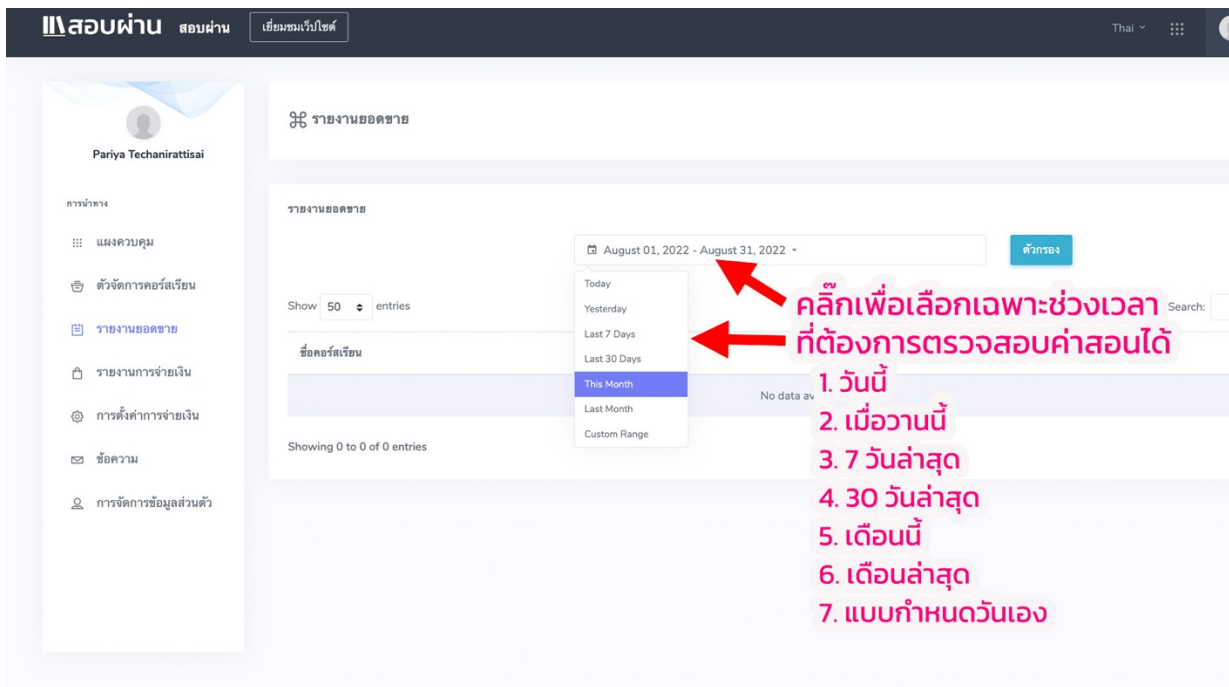 สอบผ่าน สอบผ่าน เยี่ยมชมเว็บไซต์ Thai
Pariya Techanirattisai
รายงานยอดขาย
การนำทาง
แผงควบคุม
ตัวจัดการคอร์สเรียน
รายงานยอดขาย
รายงานการจ่ายเงิน
การตั้งค่าการจ่ายเงิน
ข้อความ
การจัดการข้อมูลส่วนตัว
รายงานยอดขาย
August 01, 2022 - August 31, 2022 ตัวกรอง
Today
Yesterday
Last 7 Days
Last 30 Days
This Month
Last Month
Custom Range
Show 50 entries Search:
ชื่อคอร์สเรียน
No data av
Showing 0 to 0 of 0 entries
คลิ๊กเพื่อเลือกเฉพาะช่วงเวลา
ที่ต้องการตรวจสอบค่าสอนได้
1. วันนี้
2. เมื่อวานนี้
3. 7 วันล่าสุด
4. 30 วันล่าสุด
5. เดือนนี้
6. เดือนล่าสุด
7. แบบกำหนดวันเอง